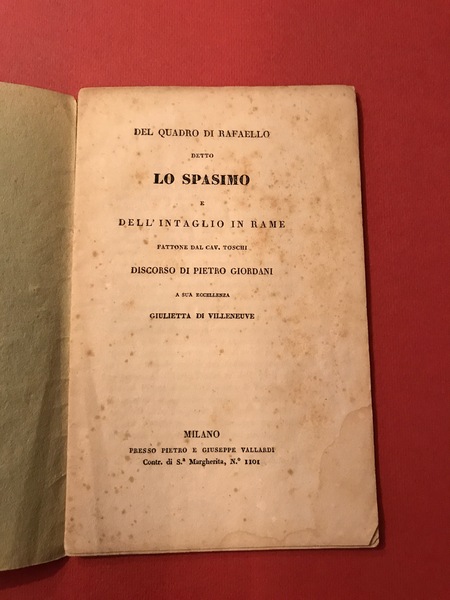 DEL QUADRO DI RAFAELLO
DETTO
LO SPASIMO
E
DELL'INTAGLIO IN RAME
FATTONE DAL CAV. TOSCHI
DISCORSO DI PIETRO GIORDANI
A SUA ECCELLENZA
GIULIETTA DI VILLENEUVE
MILANO
PRESSO PIETRO E GIUSEPPE VALLARDI
Contr. di S.ª Margherita, N.º 1101